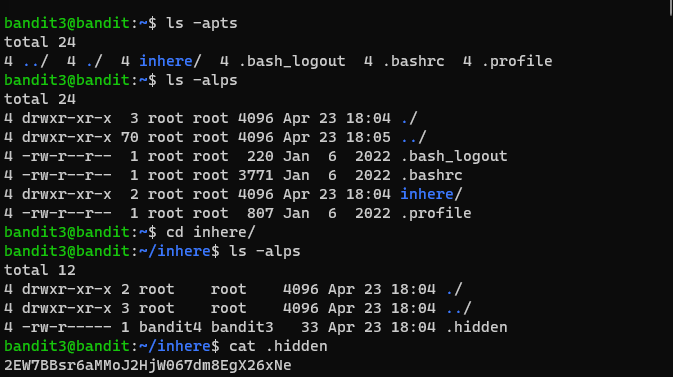 bandit3@bandit:~$ ls -apts
total 24
4 ../  4 ./  4 inhere/  4 .bash_logout  4 .bashrc  4 .profile
bandit3@bandit:~$ ls -alps
total 24
4 drwxr-xr-x  3 root root 4096 Apr 23 18:04 ./
4 drwxr-xr-x 70 root root 4096 Apr 23 18:05 ../
4 -rw-r--r--  1 root root  220 Jan  6  2022 .bash_logout
4 -rw-r--r--  1 root root 3771 Jan  6  2022 .bashrc
4 drwxr-xr-x  2 root root 4096 Apr 23 18:04 inhere/
4 -rw-r--r--  1 root root  807 Jan  6  2022 .profile
bandit3@bandit:~$ cd inhere/
bandit3@bandit:~/inhere$ ls -alps
total 12
4 drwxr-xr-x 2 root    root    4096 Apr 23 18:04 ./
4 drwxr-xr-x 3 root    root    4096 Apr 23 18:04 ../
4 -rw-r----- 1 bandit4 bandit3   33 Apr 23 18:04 .hidden
bandit3@bandit:~/inhere$ cat .hidden
2EW7BBsr6aMMoJ2HjW067dm8EgX26xNe